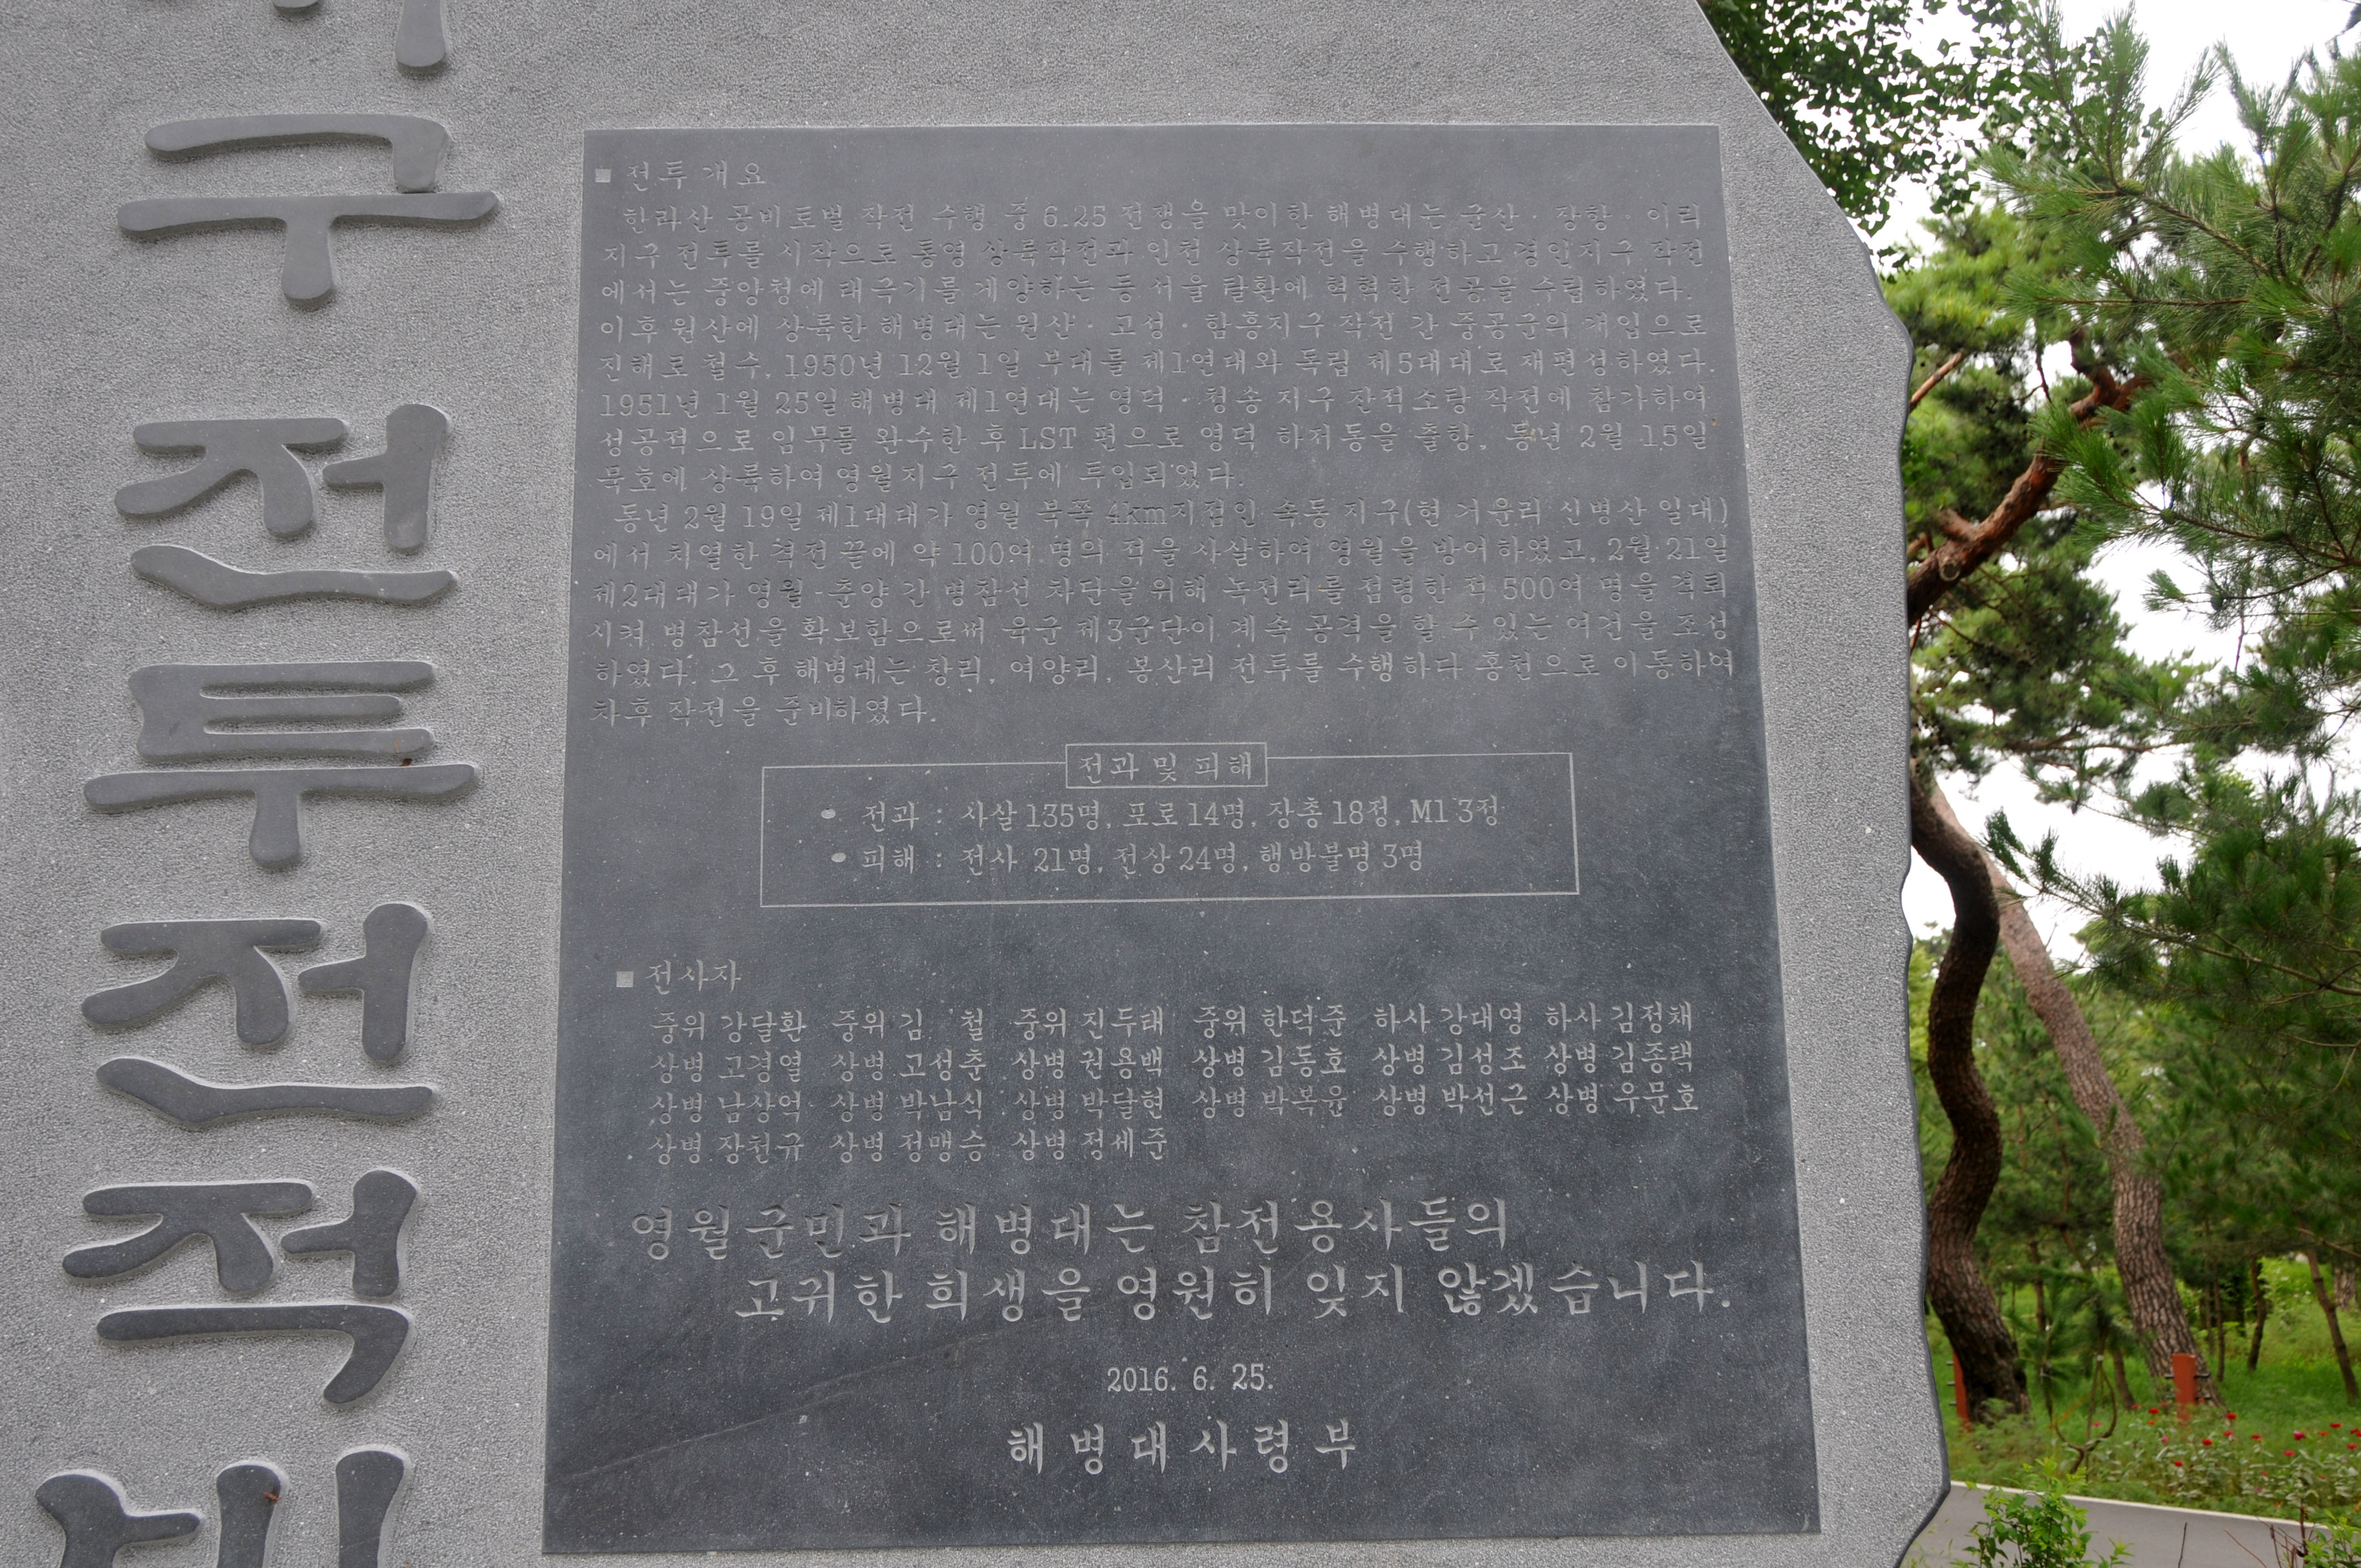 구전투전적비
■ 전투개요
한라산 공비토벌 작전 수행 중 6.25 전쟁을 맞이한 해병대는 군산 · 장항 · 이리
지구 전투를 시작으로 통영 상륙작전과 인천 상륙작전을 수행하고 경인지구 작전
에서는 중앙청에 태극기를 게양하는 등 서울 탈환에 혁혁한 전공을 수립하였다.
이후 원산에 상륙한 해병대는 원산 · 고성 · 함흥지구 작전 간 중공군의 개입으로
진해로 철수, 1950년 12월 1일 부대를 제1연대와 독립 제5대대로 재편성하였다.
1951년 1월 25일 해병대 제1연대는 영덕 · 청송 지구 잔적소탕 작전에 참가하여
성공적으로 임무를 완수한 후 LST 편으로 영덕 하저동을 출항, 동년 2월 15일
묵호에 상륙하여 영월지구 전투에 투입되었다.
동년 2월 19일 제1대대가 영월 북쪽 4km지점인 속동 지구(현 거운리 신병산 일대)
에서 치열한 격전 끝에 약 100여 명의 적을 사살하여 영월을 방어하였고, 2월 21일
제2대대가 영월-춘양 간 병참선 차단을 위해 녹전리를 점령한 적 500여 명을 격퇴
시켜 병참선을 확보함으로써 육군 제3군단이 계속 공격을 할 수 있는 여건을 조성
하였다. 그 후 해병대는 창리, 여양리, 봉산리 전투를 수행하다 홍천으로 이동하여
차후 작전을 준비하였다.
전과 및 피해
● 전과 : 사살 135명, 포로 14명, 장총 18정, M1 3정
● 피해 : 전사 21명, 전상 24명, 행방불명 3명
■ 전사자
중위 강달환 중위 김 철 중위 진두태 중위 한덕준 하사 강대영 하사 김정채
상병 고경열 상병 고성춘 상병 권용백 상병 김동호 상병 김성조 상병 김종택
상병 남상억 상병 박남식 상병 박달현 상병 박복윤 상병 박선근 상병 우문호
상병 장천규 상병 정맹승 상병 정세준
영월군민과 해병대는 참전용사들의
고귀한 희생을 영원히 잊지 않겠습니다.
2016. 6. 25.
해병대사령부